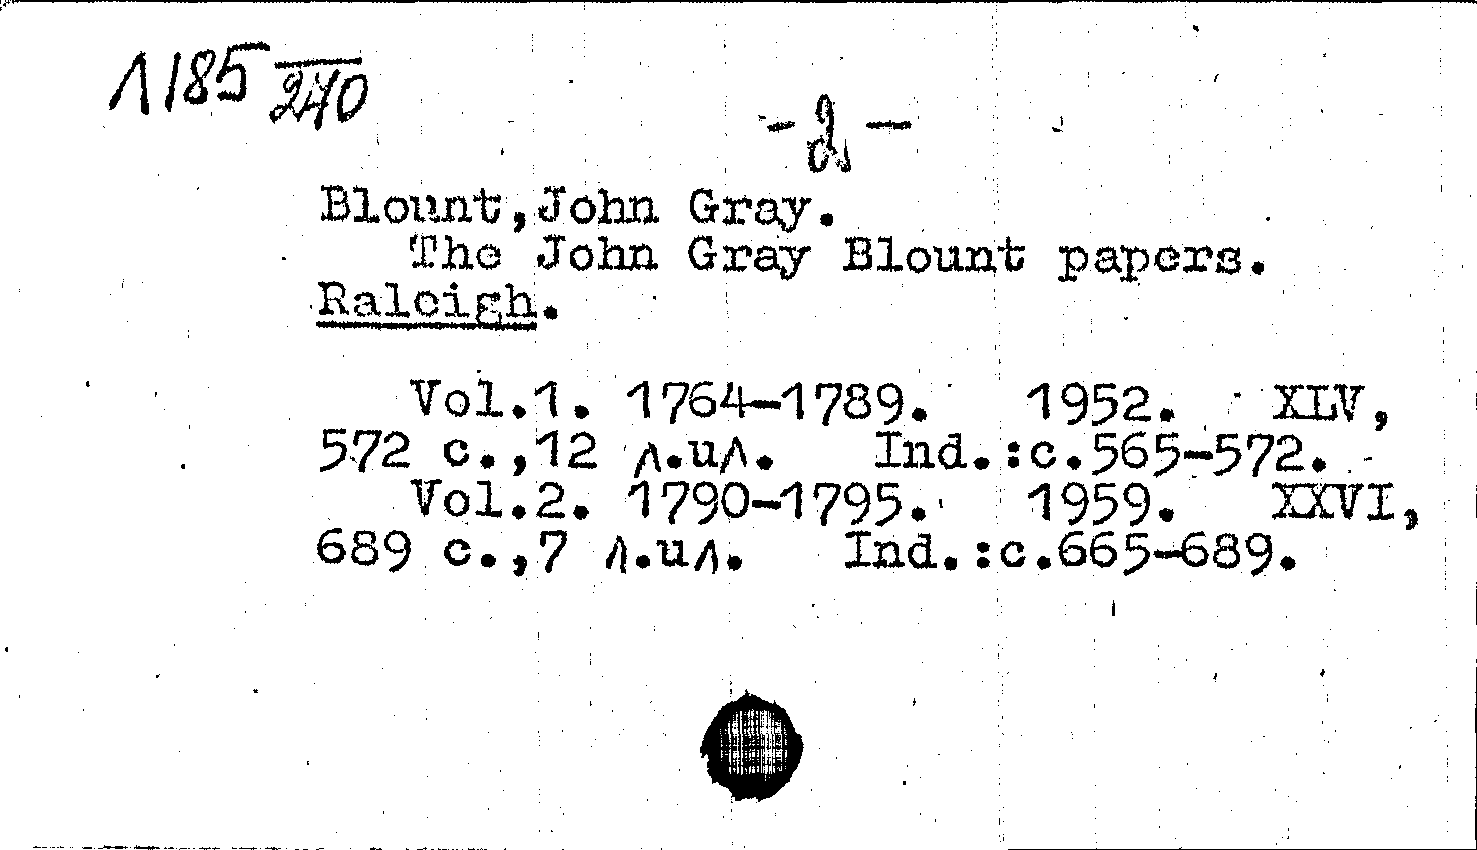 Л185 240
-2-
Blount, John Gray.
The John Gray Blount papers.
Raleigh.
Vol.1. 1764-1789. 1952. XLV,
572 c.,12 л.ил. Ind.:c.565-572.
Vol.2. 1790-1795. 1959. XXVI,
689 c.,7 л.ил. Ind.:c.665-689.